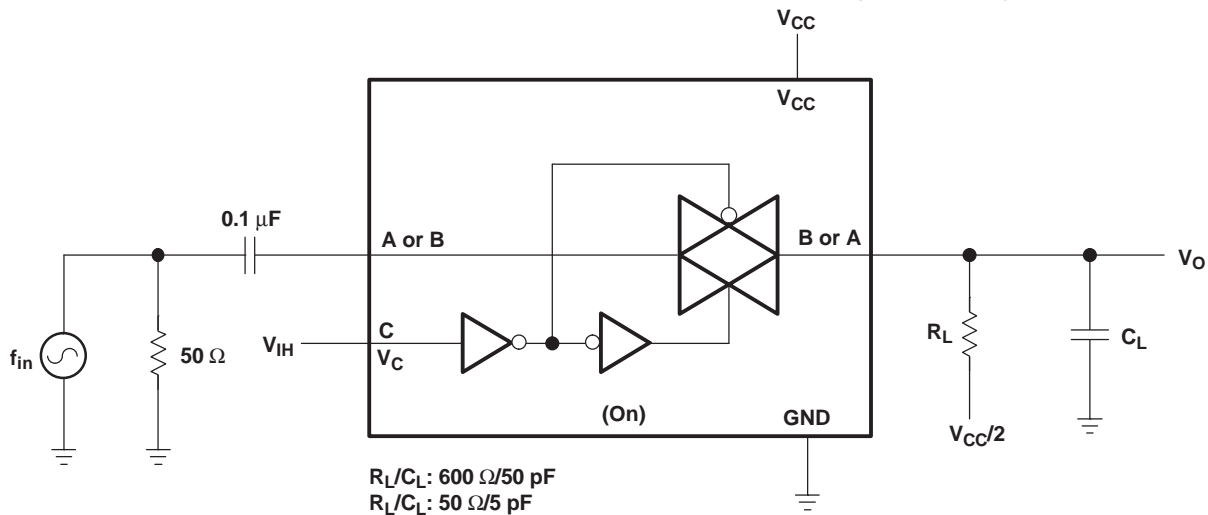 VCC
VCC
0.1 μF
A or B
B or A
VO
fin
50 Ω
VIH
C
VC
RL
CL
(On)
GND
VCC/2
RL/CL: 600 Ω/50 pF
RL/CL: 50 Ω/5 pF